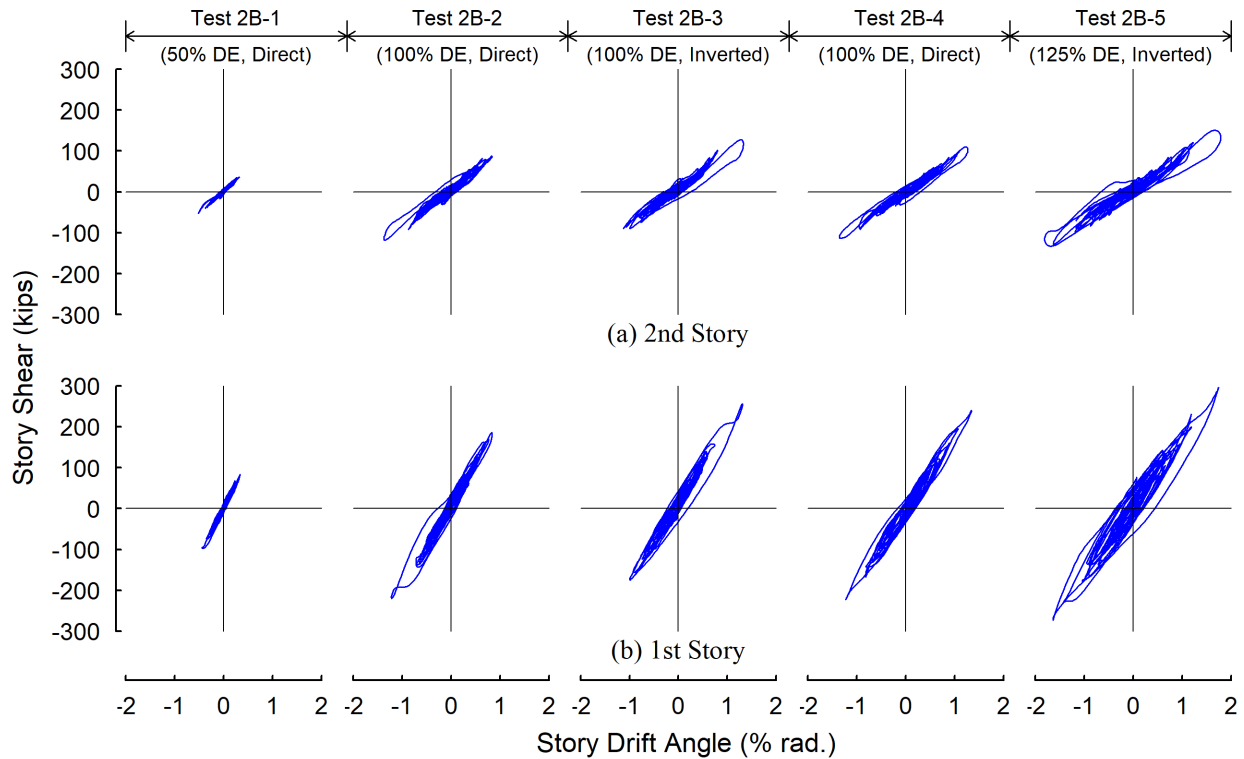 Test 2B-1 Test 2B-2 Test 2B-3 Test 2B-4 Test 2B-5
(50% DE, Direct) (100% DE, Direct) (100% DE, Inverted) (100% DE, Direct) (125% DE, Inverted)
300
200
100
0
-100
-200
-300
(a) 2nd Story
Story Shear (kips)
300
200
100
0
-100
-200
-300
(b) 1st Story
-2 -1 0 1 2 -2 -1 0 1 2 -2 -1 0 1 2 -2 -1 0 1 2 -2 -1 0 1 2
Story Drift Angle (% rad.)